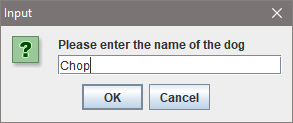 Input
Please enter the name of the dog
Chop
OK Cancel